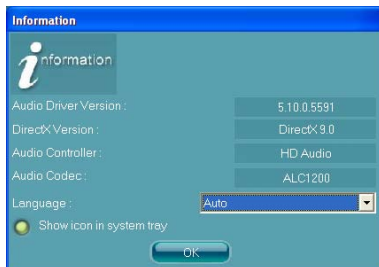 Information
information
Audio Driver Version : 5.10.0.5591
DirectX Version : DirectX 9.0
Audio Controller : HD Audio
Audio Codec : ALC1200
Language : Auto
Show icon in system tray
OK